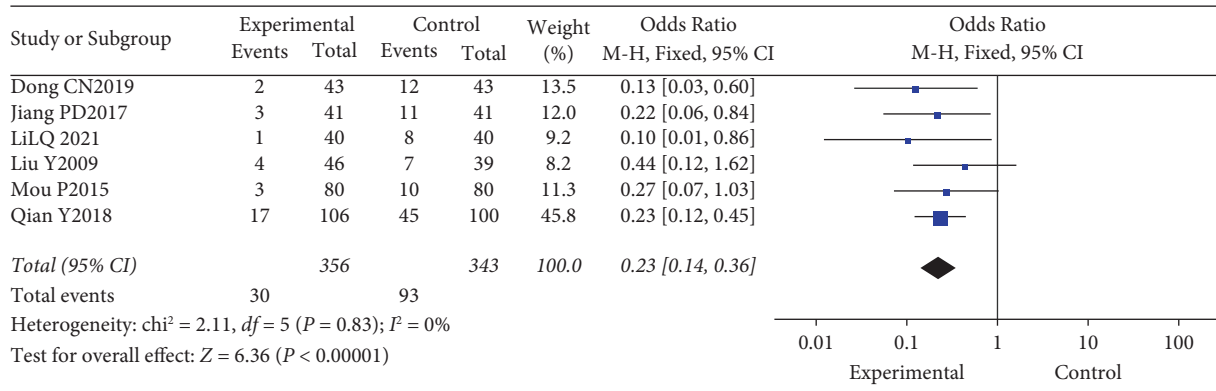 Study or Subgroup Experimental Control Weight (%) Odds Ratio M-H, Fixed, 95% CI Odds Ratio M-H, Fixed, 95% CI
Events Total Events Total
Dong CN2019 2 43 12 43 13.5 0.13 [0.03, 0.60]
Jiang PD2017 3 41 11 41 12.0 0.22 [0.06, 0.84]
LiLQ 2021 1 40 8 40 9.2 0.10 [0.01, 0.86]
Liu Y2009 4 46 7 39 8.2 0.44 [0.12, 1.62]
Mou P2015 3 80 10 80 11.3 0.27 [0.07, 1.03]
Qian Y2018 17 106 45 100 45.8 0.23 [0.12, 0.45]
Total (95% CI) 356 343 100.0 0.23 [0.14, 0.36]
Total events 30 93
Heterogeneity: chi² = 2.11, df = 5 (P = 0.83); I² = 0%
Test for overall effect: Z = 6.36 (P < 0.00001)
0.01 0.1 1 10 100
Experimental Control